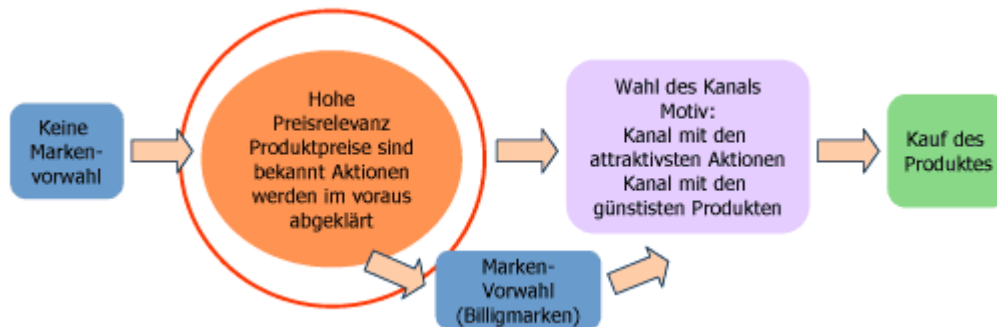 Keine
Marken-
vorwahl
Hohe
Preisrelevanz
Produktpreise sind
bekannt Aktionen
werden im voraus
abgeklärt
Marken-
Vorwahl
(Billigmarken)
Wahl des Kanals
Motiv:
Kanal mit den
attraktivsten Aktionen
Kanal mit den
günstisten Produkten
Kauf des
Produktes